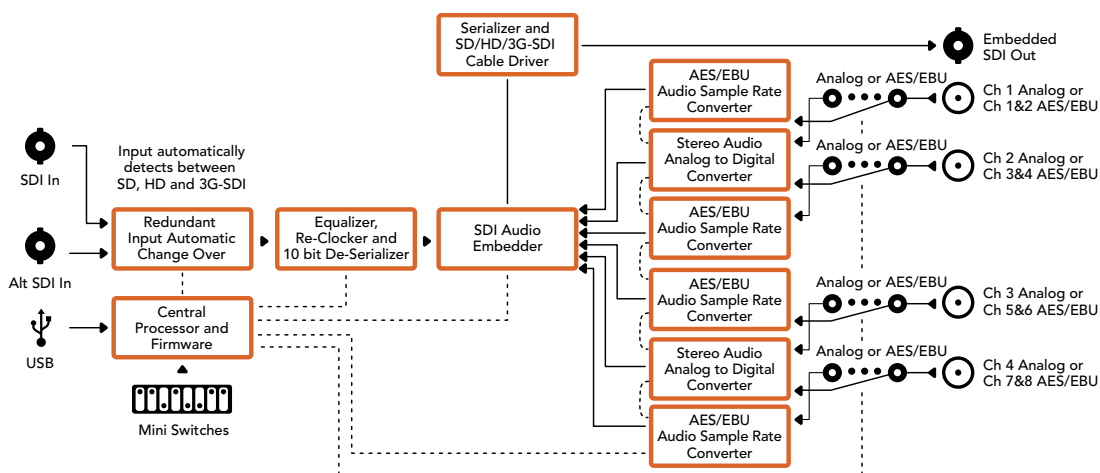 Serializer and
SD/HD/3G-SDI
Cable Driver
Embedded
SDI Out
AES/EBU
Audio Sample Rate
Converter
Analog or AES/EBU
Ch 1 Analog or
Ch 1&2 AES/EBU
Stereo Audio
Analog to Digital
Converter
Analog or AES/EBU
Ch 2 Analog or
Ch 3&4 AES/EBU
SDI In
Input automatically
detects between
SD, HD and 3G-SDI
Alt SDI In
Redundant
Input Automatic
Change Over
Equalizer,
Re-Clocker and
10 bit De-Serializer
SDI Audio
Embedder
AES/EBU
Audio Sample Rate
Converter
USB
Central
Processor and
Firmware
Mini Switches
AES/EBU
Audio Sample Rate
Converter
Analog or AES/EBU
Ch 3 Analog or
Ch 5&6 AES/EBU
Stereo Audio
Analog to Digital
Converter
Analog or AES/EBU
Ch 4 Analog or
Ch 7&8 AES/EBU
AES/EBU
Audio Sample Rate
Converter